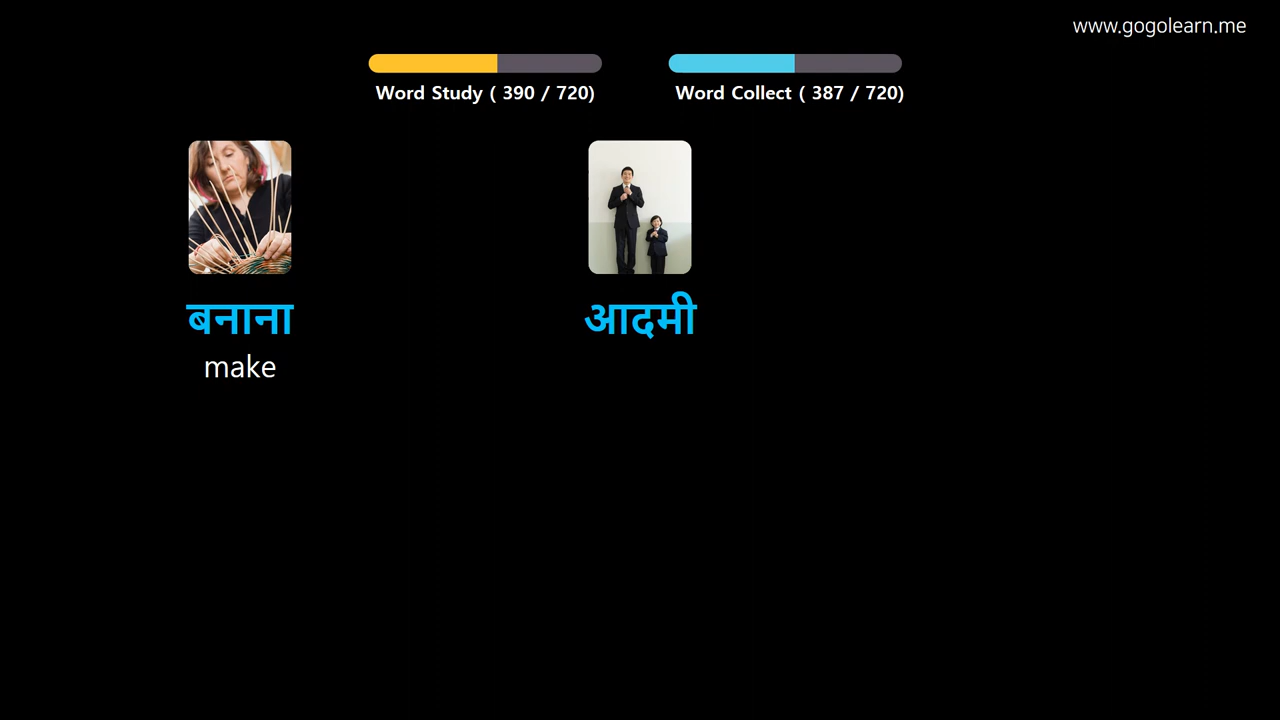 www.gogolearn.me
Word Study ( 390 / 720)
Word Collect ( 387 / 720)
बनाना
आदमी
make